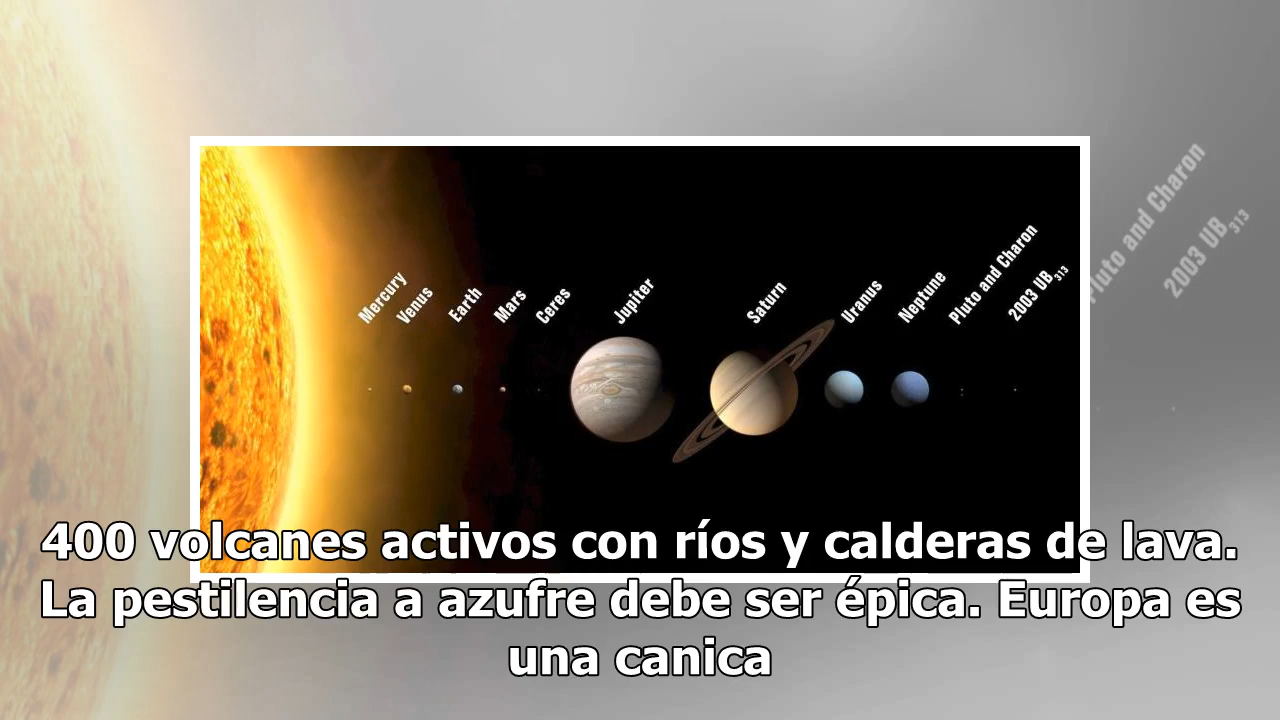 Mercury
Venus
Earth
Mars
Ceres
Jupiter
Saturn
Uranus
Neptune
Pluto and Charon
2003 UB313
Pluto and Charon
2003 UB313
400 volcanes activos con ríos y calderas de lava.
La pestilencia a azufre debe ser épica. Europa es
una canica